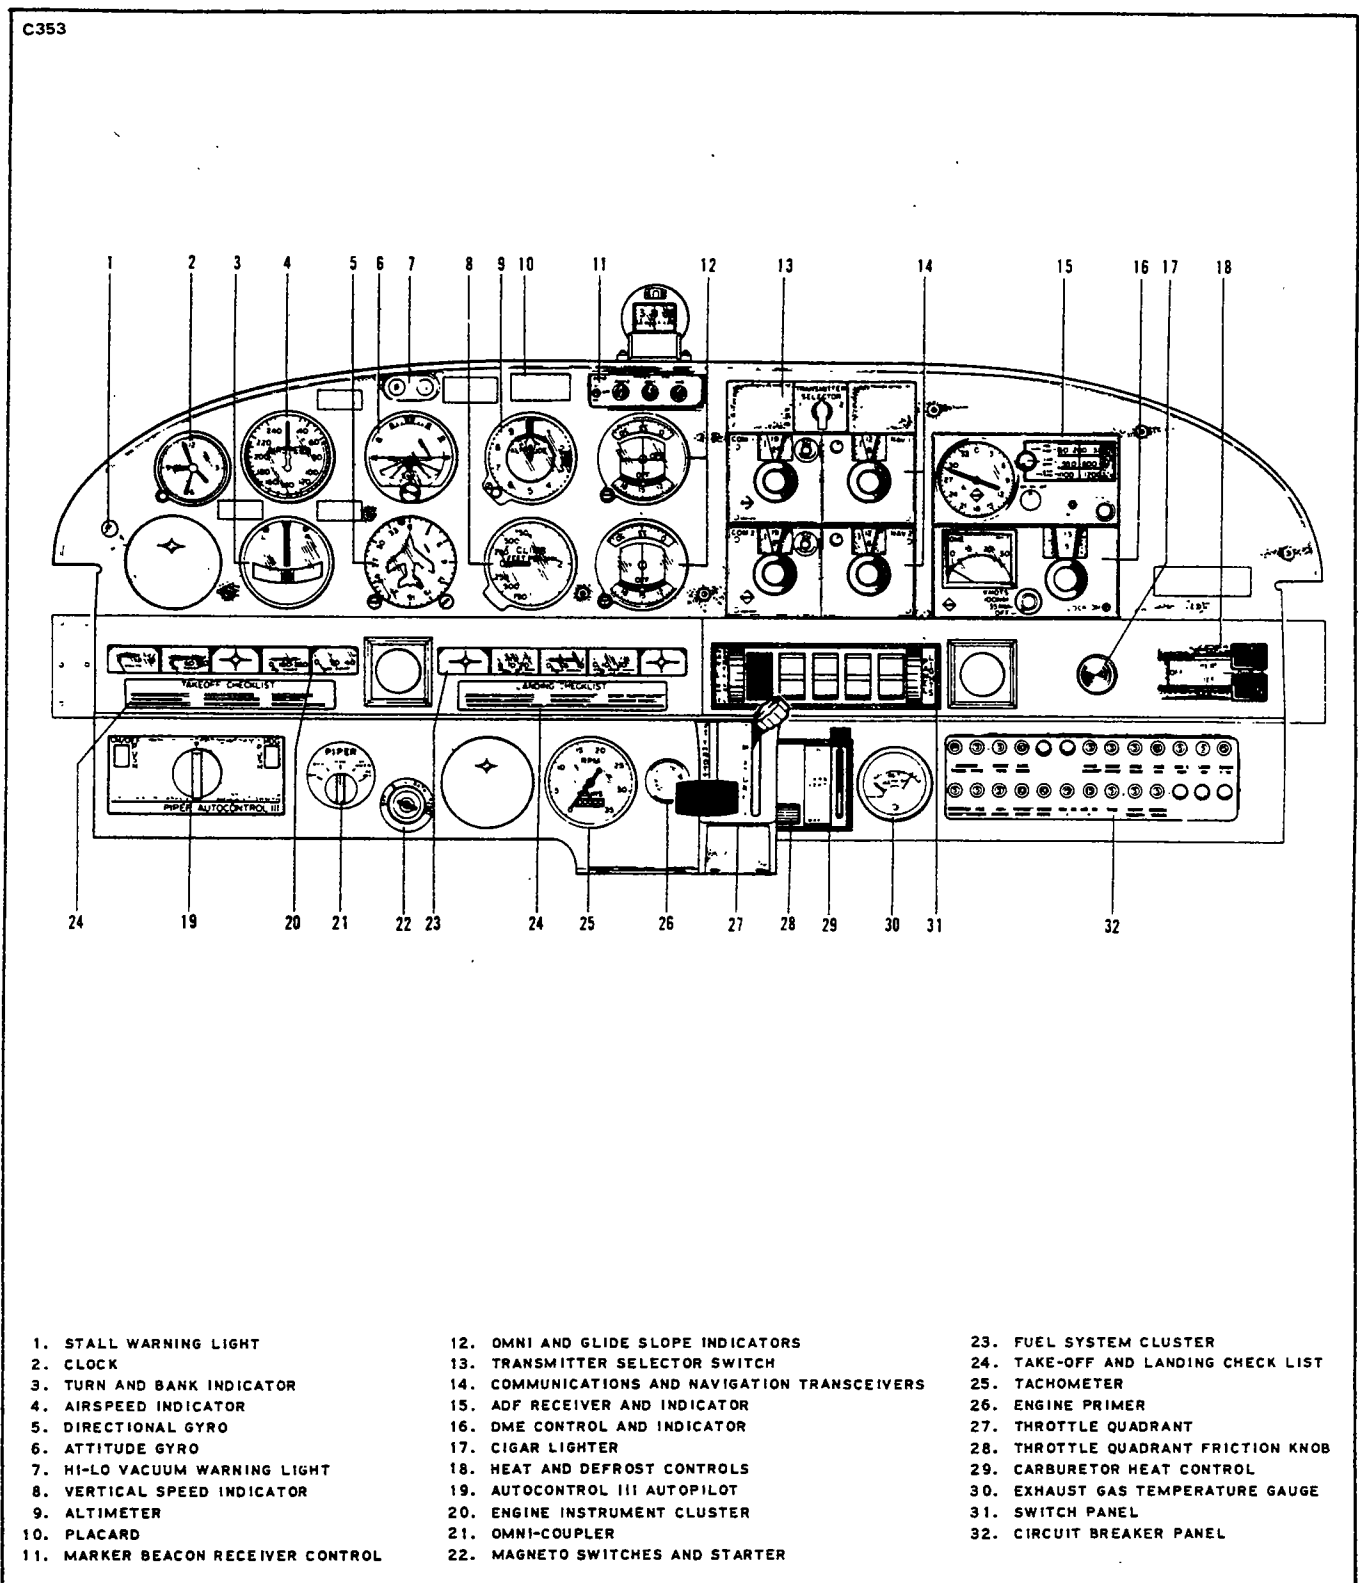 C353
1 2 3 4 5 6 7 8 9 10 11 12 13 14 15 16 17 18
TRANSMITTER
SELECTOR
COM NAV
COM 2 NAV
TAKEOFF CHECKLIST
LANDING CHECKLIST
ON/OFF
PIPER AUTOCONTROL III
PIPER
RPM
24 19 20 21 22 23 24 25 26 27 28 29 30 31 32
1. STALL WARNING LIGHT
2. CLOCK
3. TURN AND BANK INDICATOR
4. AIRSPEED INDICATOR
5. DIRECTIONAL GYRO
6. ATTITUDE GYRO
7. HI-LO VACUUM WARNING LIGHT
8. VERTICAL SPEED INDICATOR
9. ALTIMETER
10. PLACARD
11. MARKER BEACON RECEIVER CONTROL
12. OMNI AND GLIDE SLOPE INDICATORS
13. TRANSMITTER SELECTOR SWITCH
14. COMMUNICATIONS AND NAVIGATION TRANSCEIVERS
15. ADF RECEIVER AND INDICATOR
16. DME CONTROL AND INDICATOR
17. CIGAR LIGHTER
18. HEAT AND DEFROST CONTROLS
19. AUTOCONTROL III AUTOPILOT
20. ENGINE INSTRUMENT CLUSTER
21. OMNI-COUPLER
22. MAGNETO SWITCHES AND STARTER
23. FUEL SYSTEM CLUSTER
24. TAKE-OFF AND LANDING CHECK LIST
25. TACHOMETER
26. ENGINE PRIMER
27. THROTTLE QUADRANT
28. THROTTLE QUADRANT FRICTION KNOB
29. CARBURETOR HEAT CONTROL
30. EXHAUST GAS TEMPERATURE GAUGE
31. SWITCH PANEL
32. CIRCUIT BREAKER PANEL